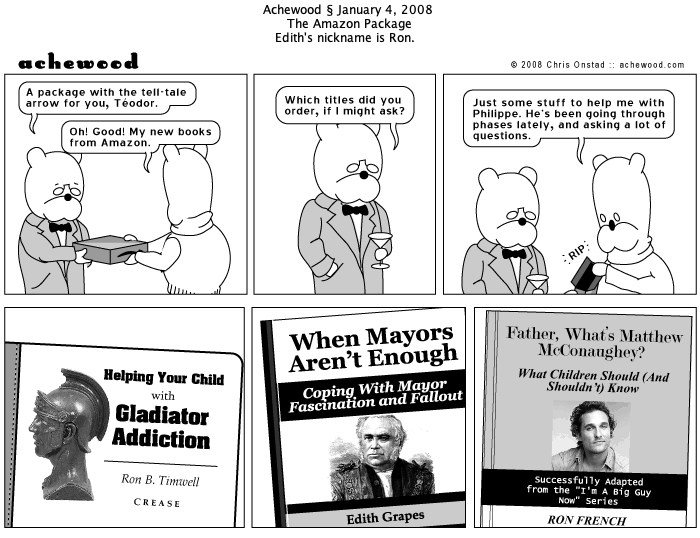 Achewood § January 4, 2008
The Amazon Package
Edith's nickname is Ron.
achewood
© 2008 Chris Onstad :: achewood.com
A package with the tell-tale
arrow for you, Téodor.
Oh! Good! My new books
from Amazon.
Which titles did you
order, if I might ask?
Just some stuff to help me with
Philippe. He's been going through
phases lately, and asking a lot of
questions.
RIP
Helping Your Child
with
Gladiator
Addiction
Ron B. Timwell
CREASE
When Mayors
Aren't Enough
Coping With Mayor
Fascination and Fallout
Edith Grapes
Father, What's Matthew
McConaughey?
What Children Should (And
Shouldn't) Know
Successfully Adapted
from the "I'm A Big Guy
Now" Series
RON FRENCH